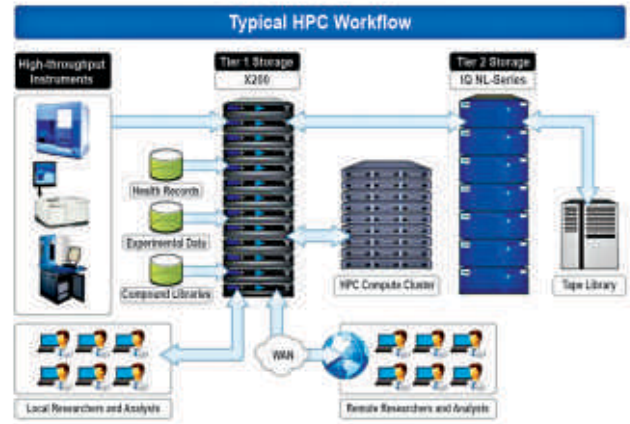 Typical HPC Workflow
High-throughput
Instruments
Tier 1 Storage
X200
Tier 2 Storage
IQ NL-Series
Health Records
Experimental Data
Compound Libraries
HPC Compute Cluster
Tape Library
WAN
Local Researchers and Analysts
Remote Researchers and Analysts